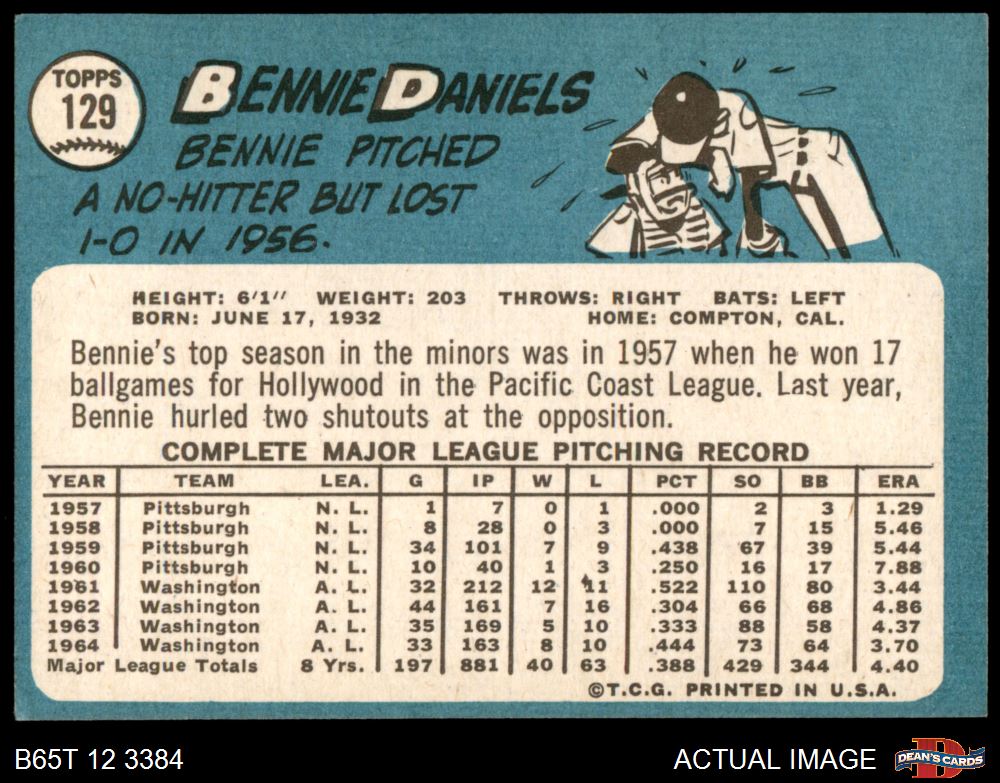 TOPPS
129
BENNIE DANIELS
BENNIE PITCHED
A NO-HITTER BUT LOST
1-0 IN 1956.
HEIGHT: 6'1" WEIGHT: 203 THROWS: RIGHT BATS: LEFT
BORN: JUNE 17, 1932 HOME: COMPTON, CAL.
Bennie's top season in the minors was in 1957 when he won 17
ballgames for Hollywood in the Pacific Coast League. Last year,
Bennie hurled two shutouts at the opposition.
COMPLETE MAJOR LEAGUE PITCHING RECORD
YEAR TEAM LEA. G IP W L PCT SO BB ERA
1957 Pittsburgh N. L. 1 7 0 1 .000 2 3 1.29
1958 Pittsburgh N. L. 8 28 0 3 .000 7 15 5.46
1959 Pittsburgh N. L. 34 101 7 9 .438 67 39 5.44
1960 Pittsburgh N. L. 10 40 1 3 .250 16 17 7.88
1961 Washington A. L. 32 212 12 11 .522 110 80 3.44
1962 Washington A. L. 44 161 7 16 .304 66 68 4.86
1963 Washington A. L. 35 169 5 10 .333 88 58 4.37
1964 Washington A. L. 33 163 8 10 .444 73 64 3.70
Major League Totals 8 Yrs. 197 881 40 63 .388 429 344 4.40
©T.C.G. PRINTED IN U.S.A.
B65T 12 3384 ACTUAL IMAGE D DEAN'S CARDS